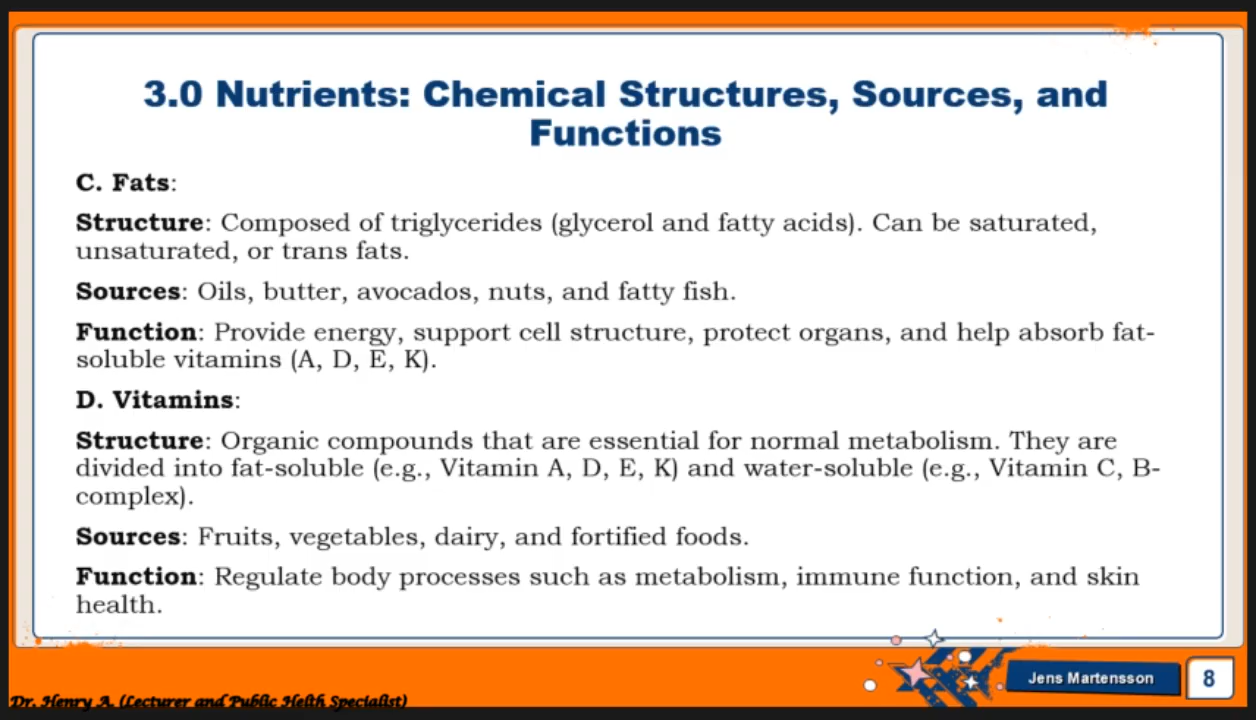 3.0 Nutrients: Chemical Structures, Sources, and
Functions
C. Fats:
Structure: Composed of triglycerides (glycerol and fatty acids). Can be saturated,
unsaturated, or trans fats.
Sources: Oils, butter, avocados, nuts, and fatty fish.
Function: Provide energy, support cell structure, protect organs, and help absorb fat-
soluble vitamins (A, D, E, K).
D. Vitamins:
Structure: Organic compounds that are essential for normal metabolism. They are
divided into fat-soluble (e.g., Vitamin A, D, E, K) and water-soluble (e.g., Vitamin C, B-
complex).
Sources: Fruits, vegetables, dairy, and fortified foods.
Function: Regulate body processes such as metabolism, immune function, and skin
health.
Jens Martensson
8
Dr. Henry A. (Lecturer and Public Helth Specialist)